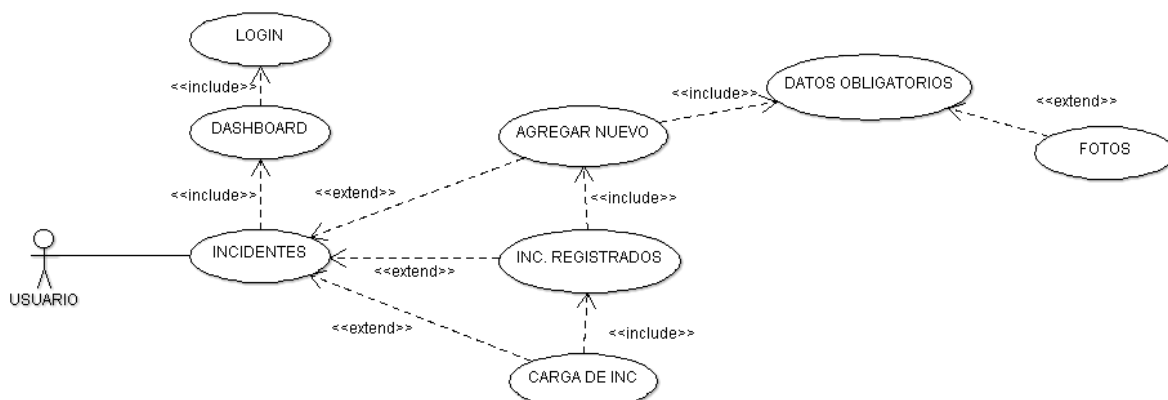 LOGIN
<<include>>
DASHBOARD
<<include>>
INCIDENTES
USUARIO
<<extend>>
<<extend>>
<<extend>>
AGREGAR NUEVO
<<include>>
INC. REGISTRADOS
<<include>>
CARGA DE INC
<<include>>
DATOS OBLIGATORIOS
<<extend>>
FOTOS